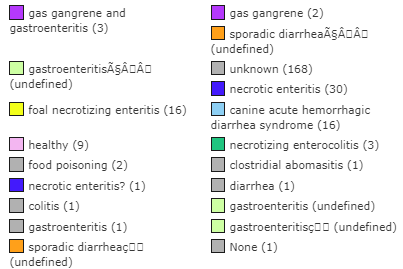 gas gangrene and
gastroenteritis (3)
gas gangrene (2)
sporadic diarrheaÃ§ÂÂ
(undefined)
gastroenteritisÃ§ÂÂ
(undefined)
unknown (168)
necrotic enteritis (30)
foal necrotizing enteritis (16)
canine acute hemorrhagic
diarrhea syndrome (16)
healthy (9)
necrotizing enterocolitis (3)
food poisoning (2)
clostridial abomasitis (1)
necrotic enteritis? (1)
diarrhea (1)
colitis (1)
gastroenteritis (undefined)
gastroenteritis (1)
gastroenteritisç (undefined)
sporadic diarrheaç
(undefined)
None (1)